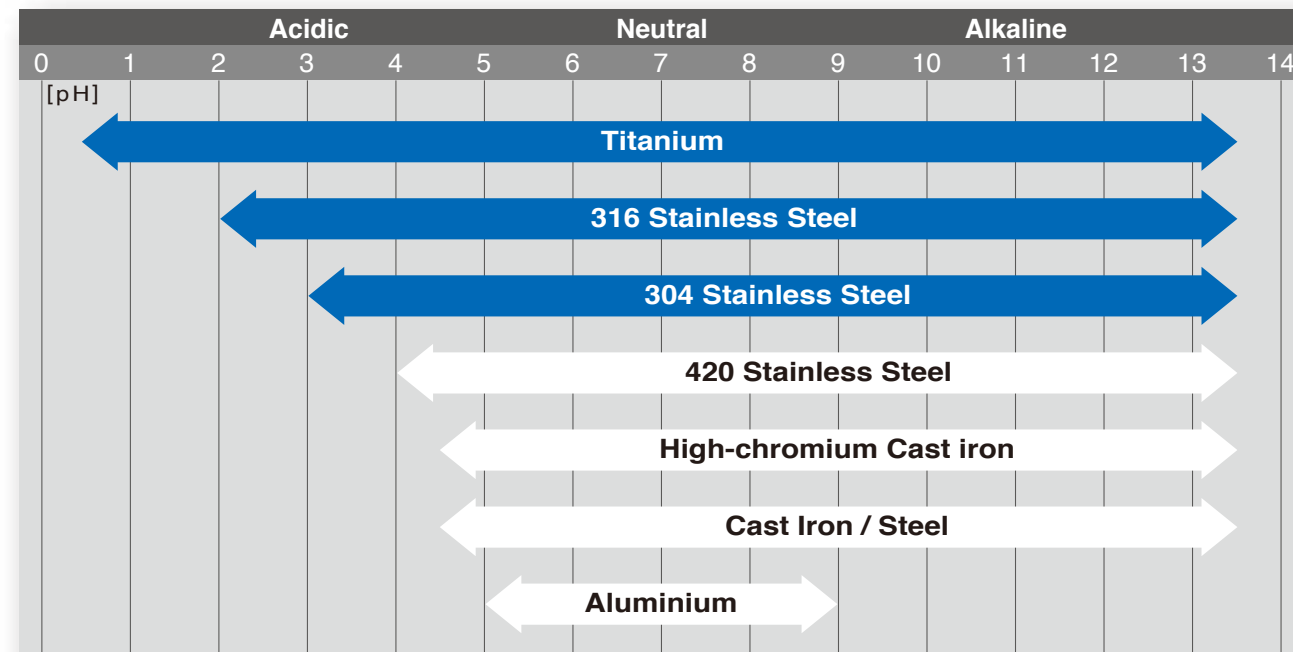 Acidic Neutral Alkaline
0 1 2 3 4 5 6 7 8 9 10 11 12 13 14
[pH]
Titanium
316 Stainless Steel
304 Stainless Steel
420 Stainless Steel
High-chromium Cast iron
Cast Iron / Steel
Aluminium